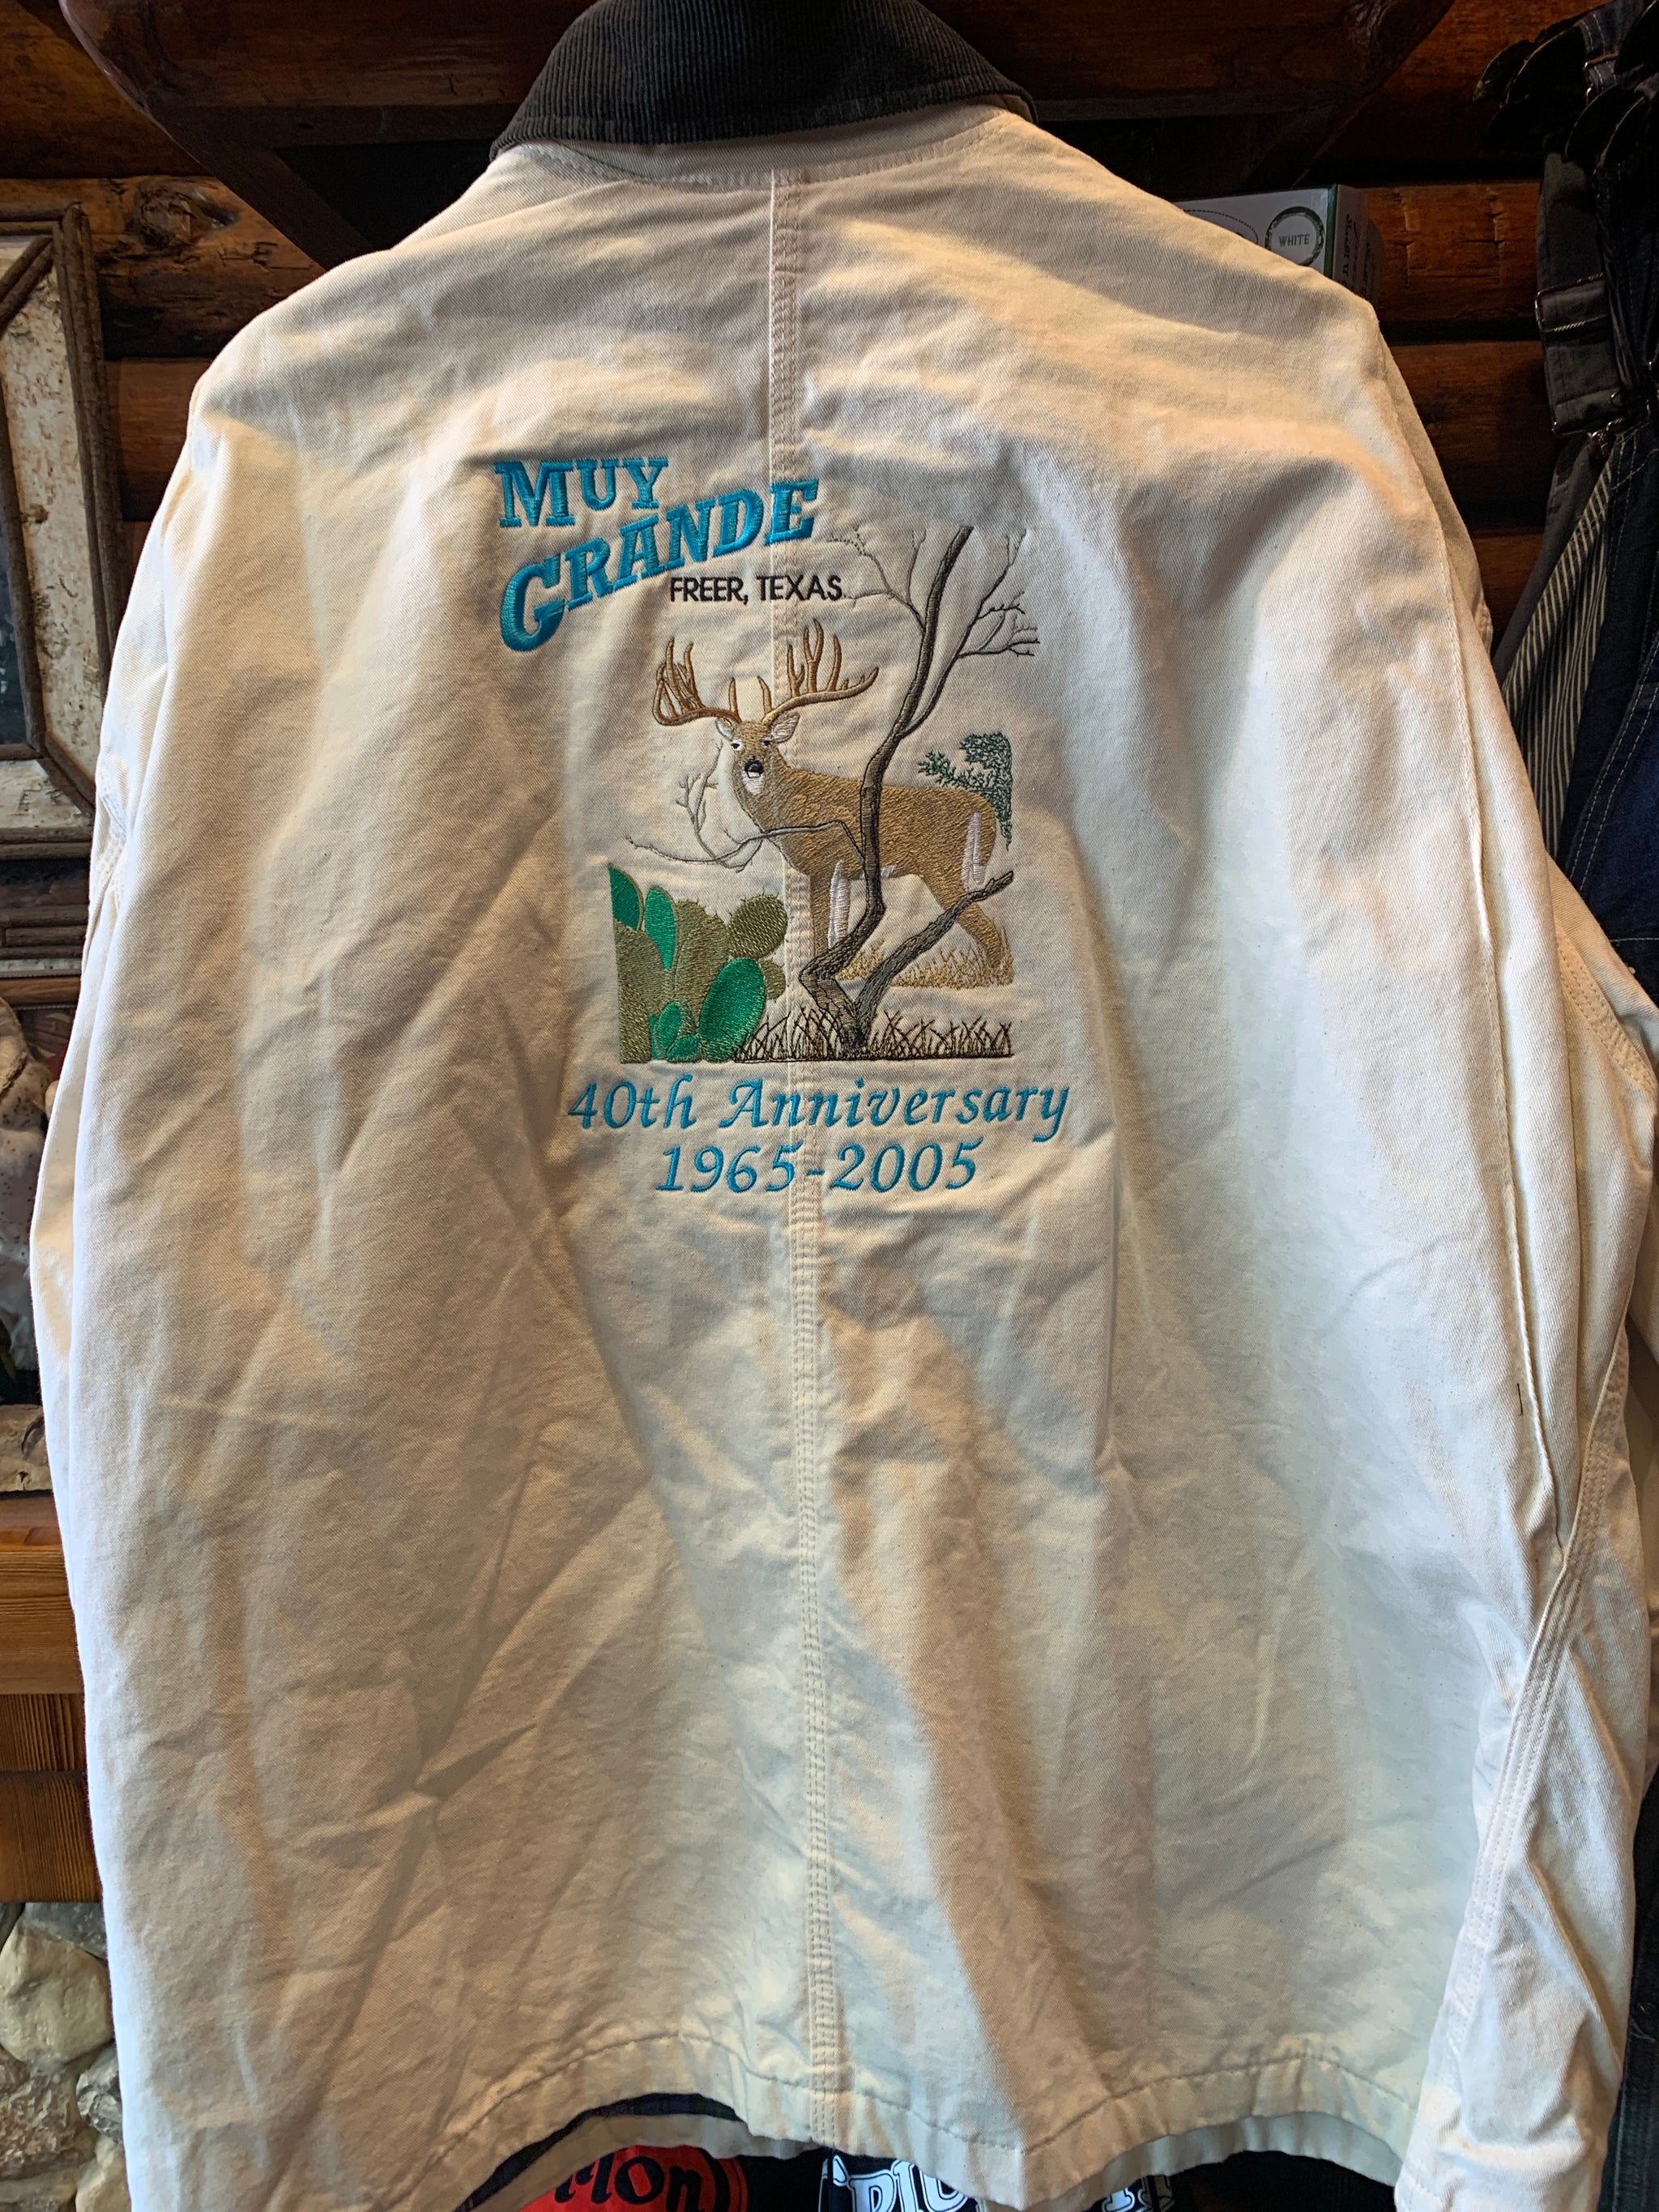 WHITE
MUY
GRANDE
FREER, TEXAS
40th Anniversary
1965-2005